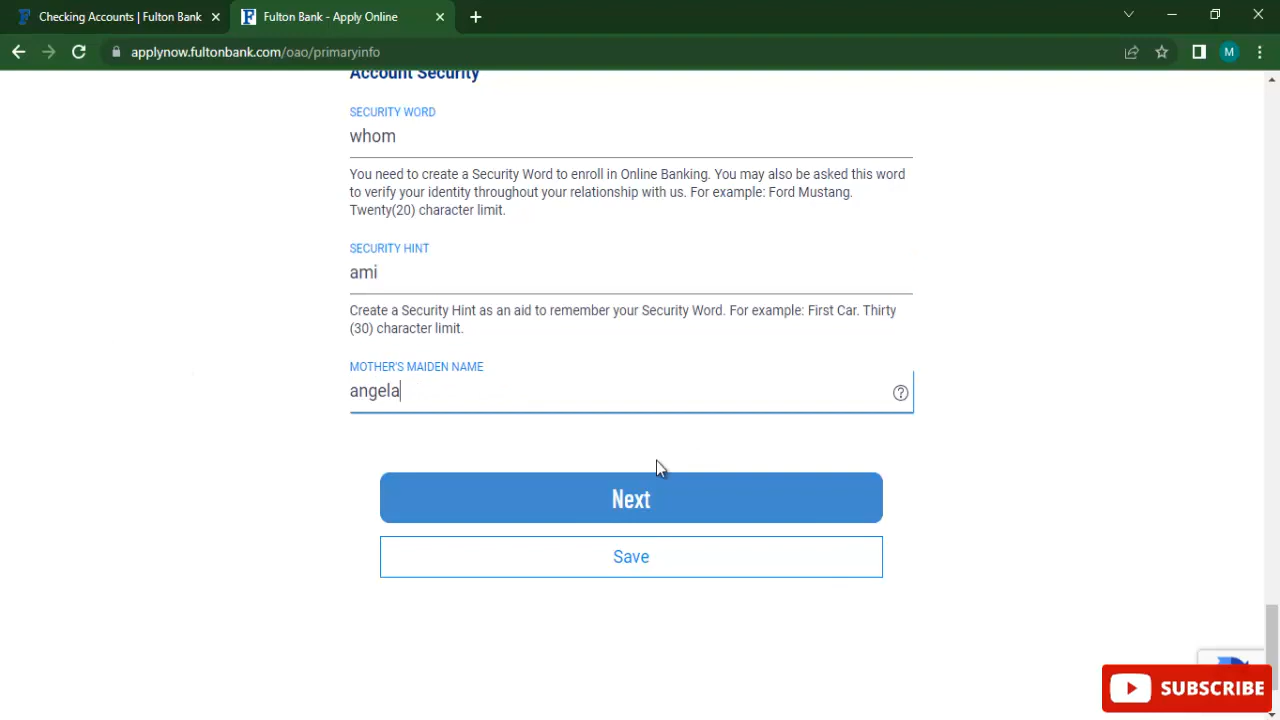 Checking Accounts | Fulton Bank
Fulton Bank - Apply Online
applynow.fultonbank.com/oao/primaryinfo
M
Account Security
SECURITY WORD
whom
You need to create a Security Word to enroll in Online Banking. You may also be asked this word
to verify your identity throughout your relationship with us. For example: Ford Mustang.
Twenty(20) character limit.
SECURITY HINT
ami
Create a Security Hint as an aid to remember your Security Word. For example: First Car. Thirty
(30) character limit.
MOTHER'S MAIDEN NAME
angela
Next
Save
SUBSCRIBE